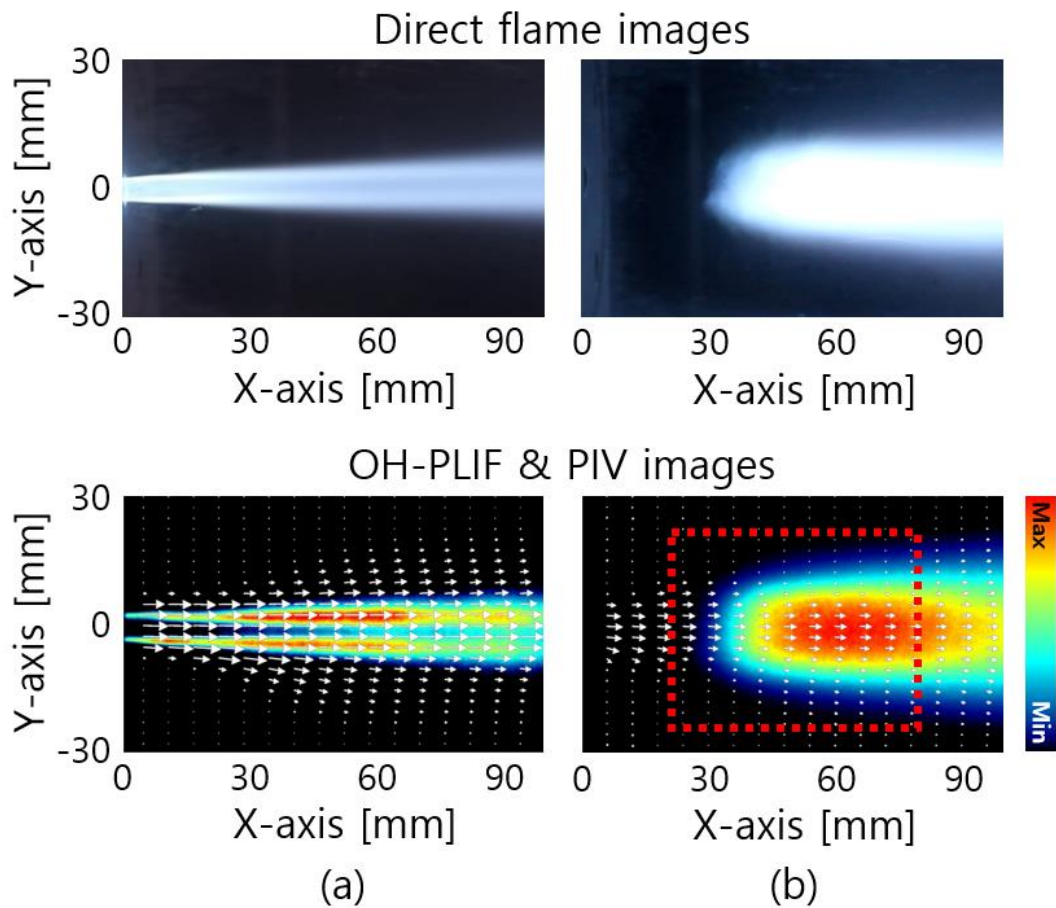 Direct flame images
30
0
-30
Y-axis [mm]
0 30 60 90
0 30 60 90
X-axis [mm]
X-axis [mm]
OH-PLIF & PIV images
30
0
-30
Y-axis [mm]
Max
Min
0 30 60 90
0 30 60 90
X-axis [mm]
X-axis [mm]
(a)
(b)